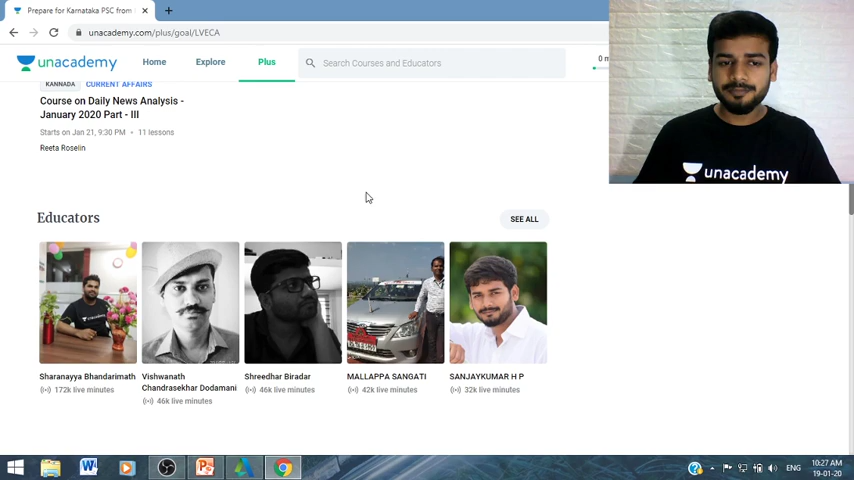 Prepare for Karnataka PSC from
unacademy.com/plus/goal/LVECA
unacademy
Home
Explore
Plus
Search Courses and Educators
0 m
KANNADA
CURRENT AFFAIRS
Course on Daily News Analysis -
January 2020 Part - III
Starts on Jan 21, 9:30 PM • 11 lessons
Reeta Roselin
unacademy
Educators
SEE ALL
Sharanayya Bhandarimath
172k live minutes
Vishwanath
Chandrasekhar Dodamani
46k live minutes
Shreedhar Biradar
46k live minutes
MALLAPPA SANGATI
42k live minutes
SANJAYKUMAR H P
32k live minutes
ENG
10:27 AM
19-01-20